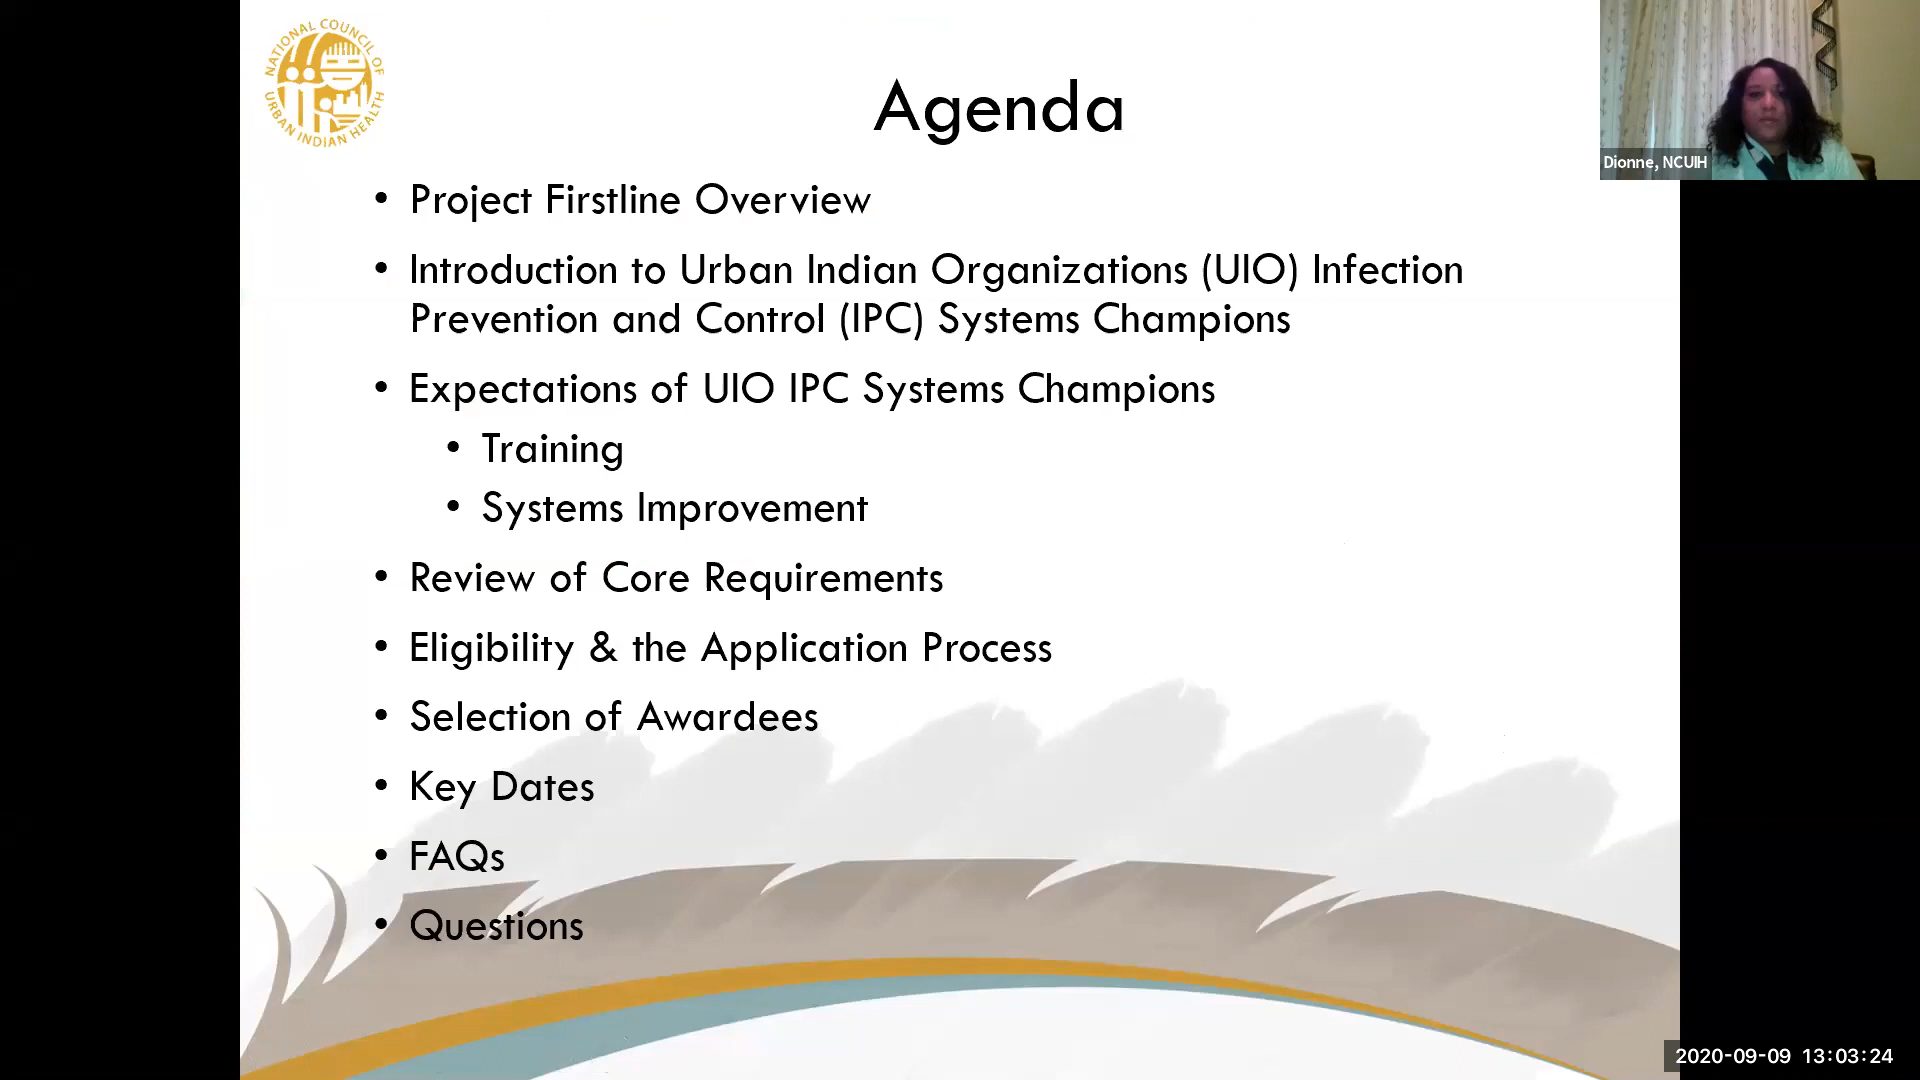 NATIONAL COUNCIL OF
URBAN INDIAN HEALTH
Agenda
Dionne, NCUIH
• Project Firstline Overview
• Introduction to Urban Indian Organizations (UIO) Infection
Prevention and Control (IPC) Systems Champions
• Expectations of UIO IPC Systems Champions
• Training
• Systems Improvement
• Review of Core Requirements
• Eligibility & the Application Process
• Selection of Awardees
• Key Dates
• FAQs
• Questions
2020-09-09 13:03:24